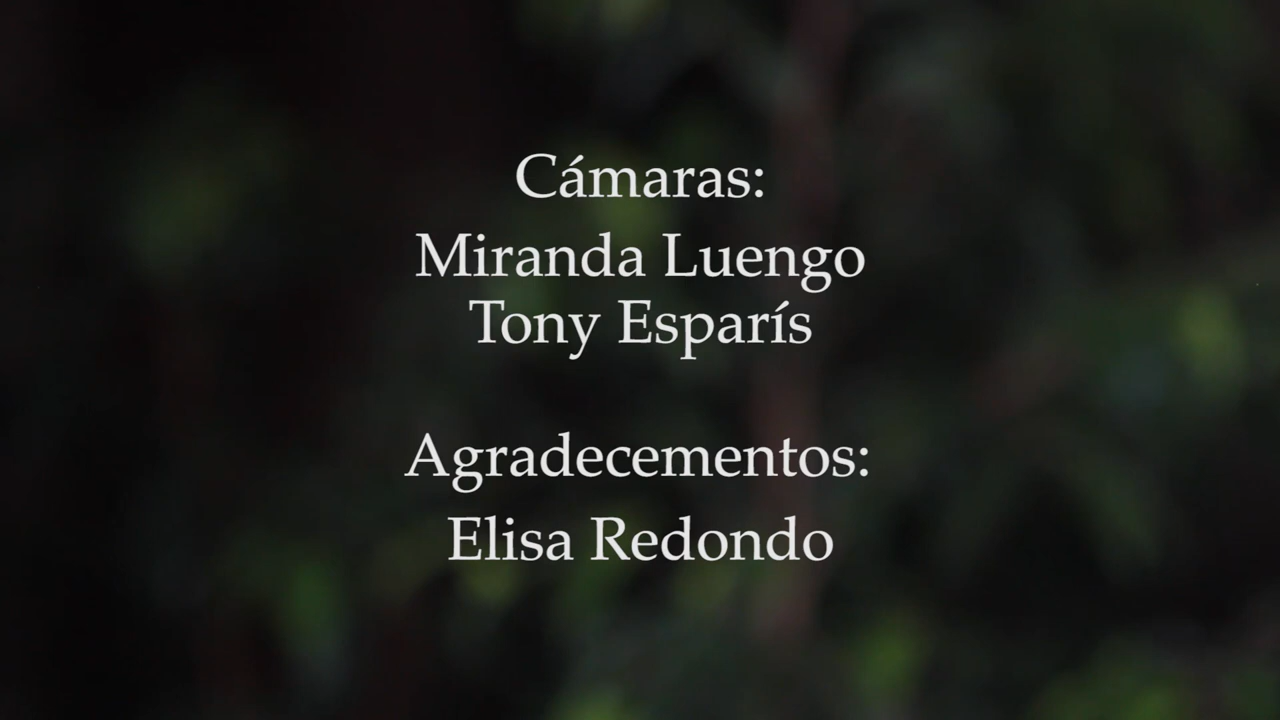 Cámaras:
Miranda Luengo
Tony Esparís
Agradecementos:
Elisa Redondo